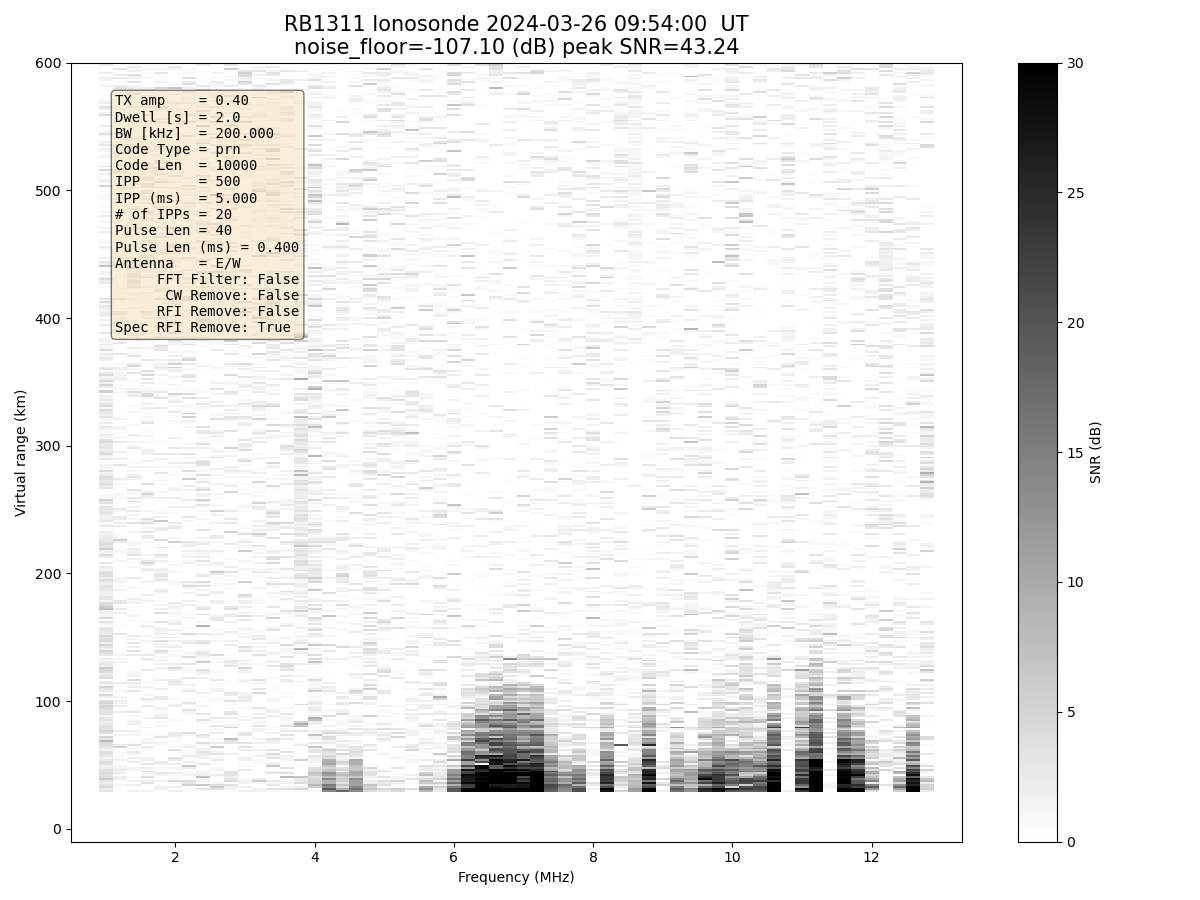 RB1311 Ionosonde 2024-03-26 09:54:00  UT
noise_floor=-107.10 (dB) peak SNR=43.24
TX amp    = 0.40
Dwell [s] = 2.0
BW [kHz]  = 200.000
Code Type = prn
Code Len  = 10000
IPP       = 500
IPP (ms)  = 5.000
# of IPPs = 20
Pulse Len = 40
Pulse Len (ms) = 0.400
Antenna   = E/W
FFT Filter: False
CW Remove: False
RFI Remove: False
Spec RFI Remove: True
600
500
400
300
200
100
0
Virtual range (km)
2
4
6
8
10
12
Frequency (MHz)
30
25
20
15
10
5
0
SNR (dB)